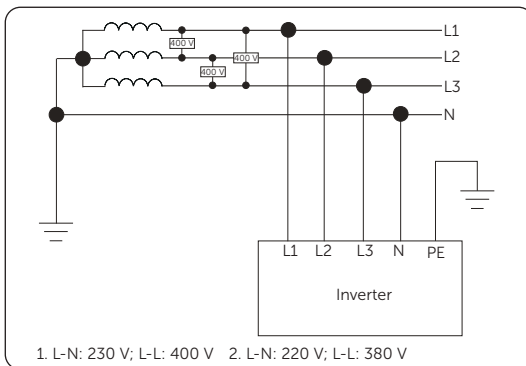 L1
400 V
400 V
L2
400 V
L3
N
L1 L2 L3 N PE
Inverter
1. L-N: 230 V; L-L: 400 V 2. L-N: 220 V; L-L: 380 V